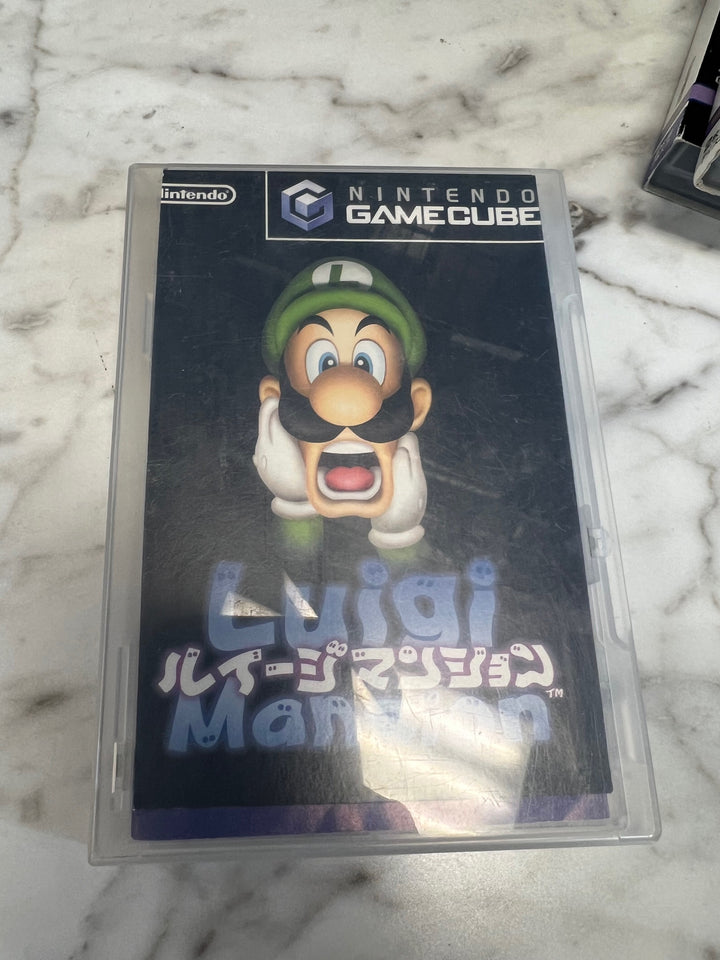 Nintendo
NINTENDO
GAMECUBE
L
Luigi
ルイージマンション
TM
Mansion